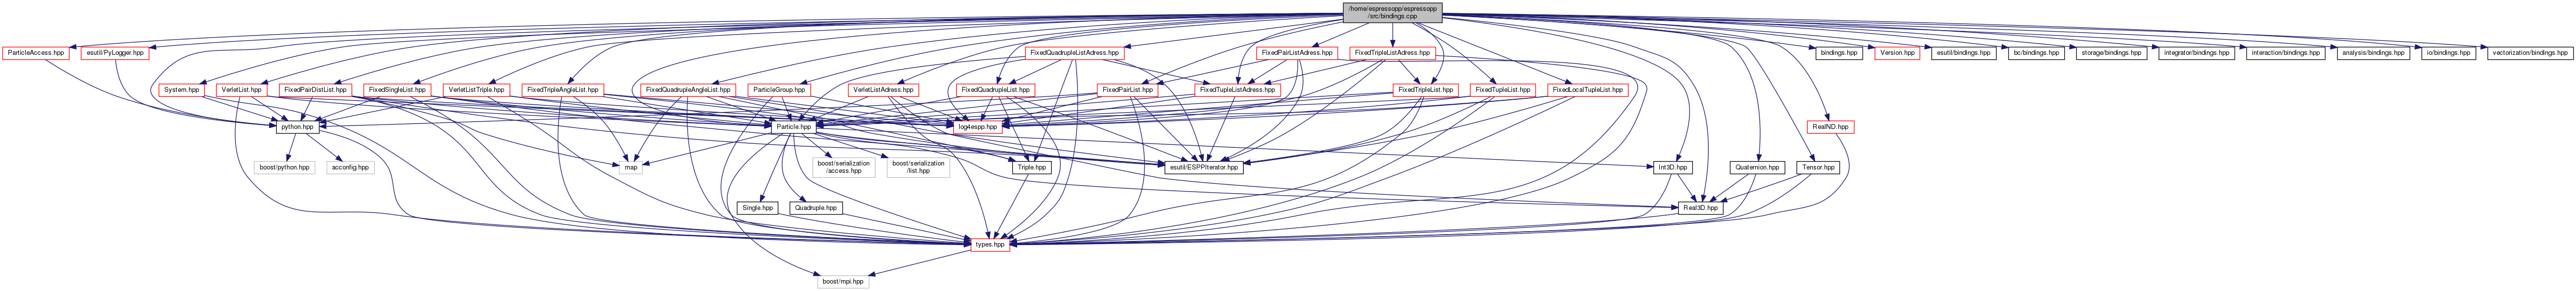 /home/espressopp/espressopp
/src/bindings.cpp
ParticleAccess.hpp
esutil/PyLogger.hpp
FixedQuadrupleListAdress.hpp
FixedPairListAdress.hpp
FixedTripleListAdress.hpp
bindings.hpp
Version.hpp
esutil/bindings.hpp
bc/bindings.hpp
storage/bindings.hpp
integrator/bindings.hpp
interaction/bindings.hpp
analysis/bindings.hpp
io/bindings.hpp
vectorization/bindings.hpp
System.hpp
VerletList.hpp
FixedPairDistList.hpp
FixedSingleList.hpp
VerletListTriple.hpp
FixedTripleAngleList.hpp
FixedQuadrupleAngleList.hpp
ParticleGroup.hpp
VerletListAdress.hpp
FixedQuadrupleList.hpp
FixedPairList.hpp
FixedTupleListAdress.hpp
FixedTripleList.hpp
FixedTupleList.hpp
FixedLocalTupleList.hpp
python.hpp
Particle.hpp
log4espp.hpp
RealND.hpp
boost/python.hpp
acconfig.hpp
map
boost/serialization
/access.hpp
boost/serialization
/list.hpp
Triple.hpp
esutil/ESPPIterator.hpp
Int3D.hpp
Quaternion.hpp
Tensor.hpp
Single.hpp
Quadruple.hpp
Real3D.hpp
types.hpp
boost/mpi.hpp